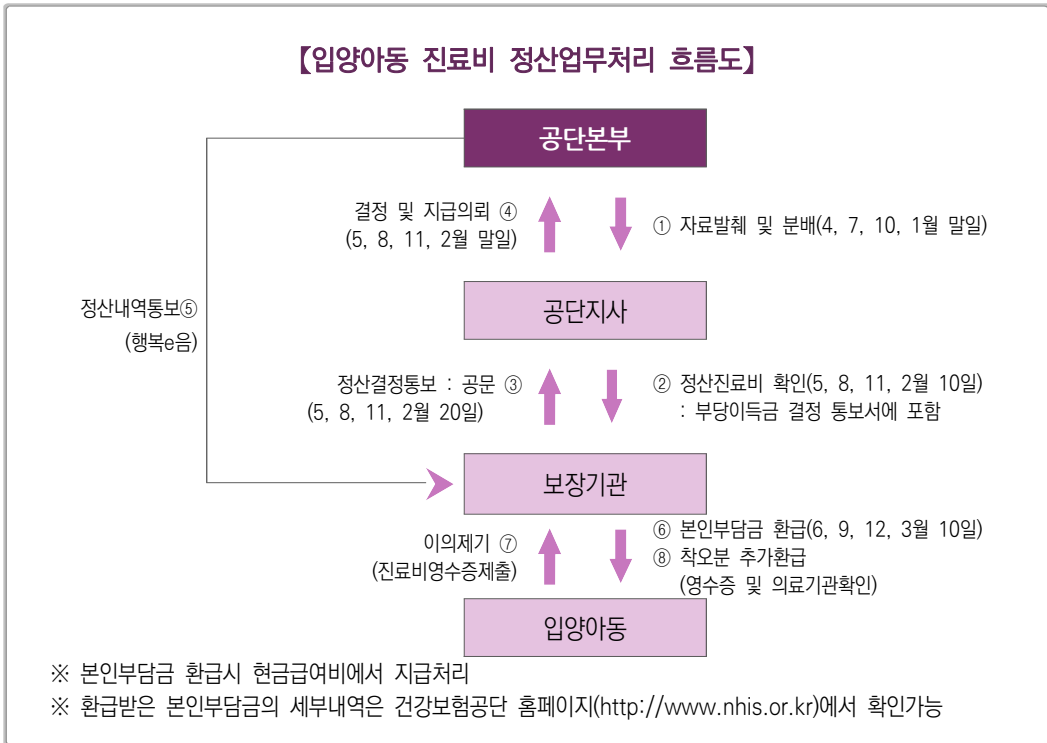 【입양아동 진료비 정산업무처리 흐름도】
공단본부
결정 및 지급의뢰 ④
(5, 8, 11, 2월 말일)
① 자료발췌 및 분배(4, 7, 10, 1월 말일)
정산내역통보⑤
(행복e음)
공단지사
정산결정통보 : 공문 ③
(5, 8, 11, 2월 20일)
② 정산진료비 확인(5, 8, 11, 2월 10일)
: 부당이득금 결정 통보서에 포함
보장기관
이의제기 ⑦
(진료비영수증제출)
⑥ 본인부담금 환급(6, 9, 12, 3월 10일)
⑧ 착오분 추가환급
(영수증 및 의료기관확인)
입양아동
※ 본인부담금 환급시 현금급여비에서 지급처리
※ 환급받은 본인부담금의 세부내역은 건강보험공단 홈페이지(http://www.nhis.or.kr)에서 확인가능